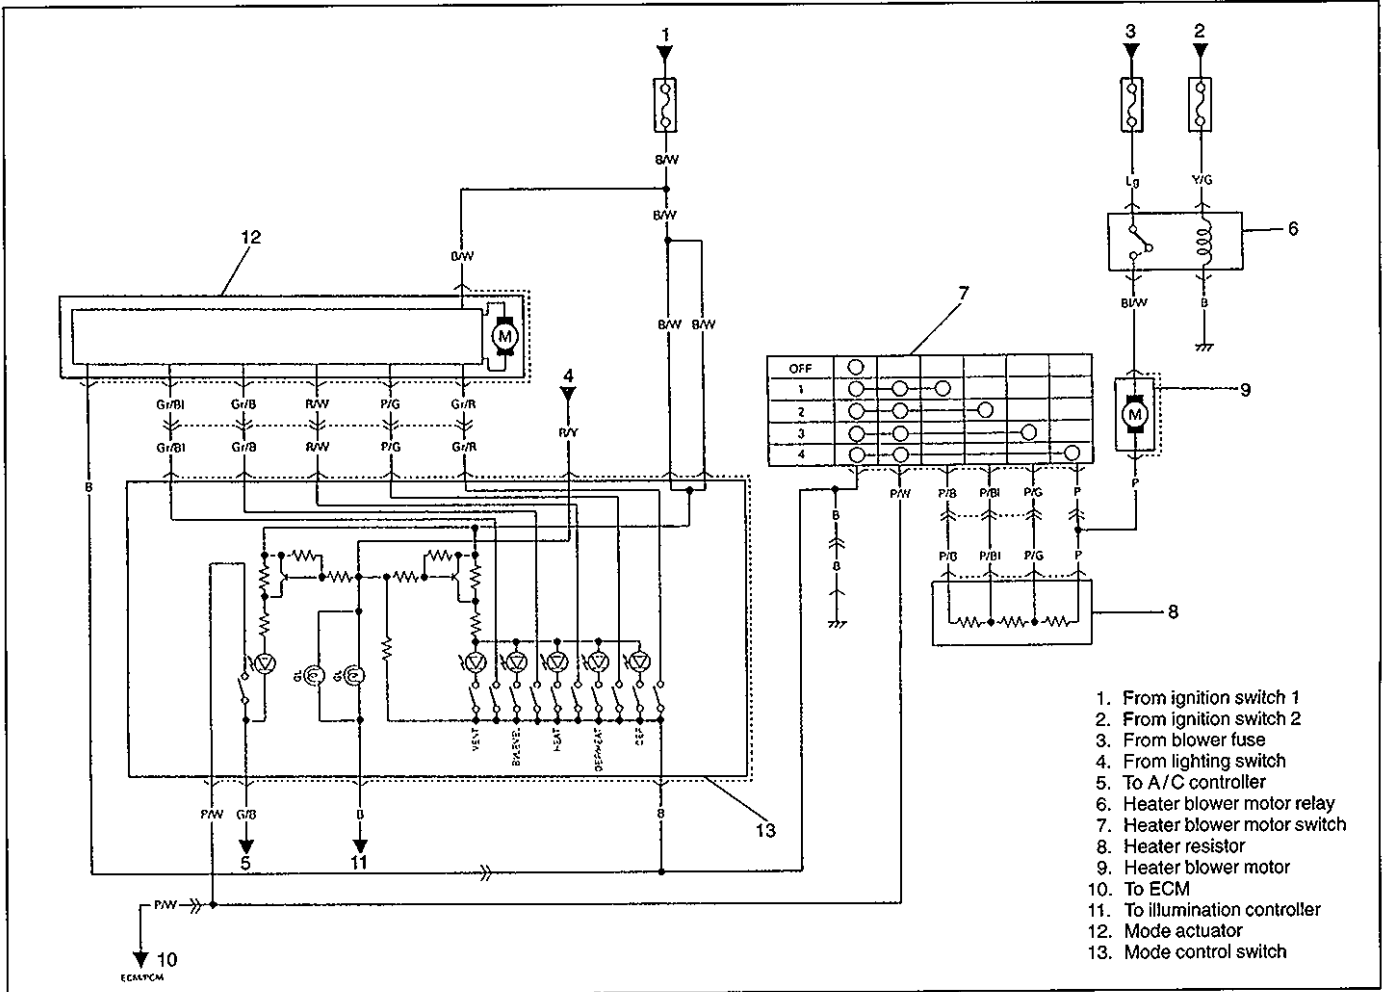 1
3
2
B/W
Lg
Y/G
B/W
12
6
B/W
7
Bl/W
B
B/W
B/W
M
OFF
1
2
3
4
4
9
M
Gr/Bl
Gr/B
R/W
P/G
Gr/R
R/Y
Gr/Bl
Gr/B
R/W
P/G
Gr/R
B
P/W
P/B
P/Bl
P/G
P
P
B
B
P/B
P/Bl
P/G
P
8
VENT
BI-LEVEL
HEAT
DEF/HEAT
DEF
P/W
G/B
B
B
13
5
11
P/W
10
ECM/PCM
1. From ignition switch 1
2. From ignition switch 2
3. From blower fuse
4. From lighting switch
5. To A/C controller
6. Heater blower motor relay
7. Heater blower motor switch
8. Heater resistor
9. Heater blower motor
10. To ECM
11. To illumination controller
12. Mode actuator
13. Mode control switch